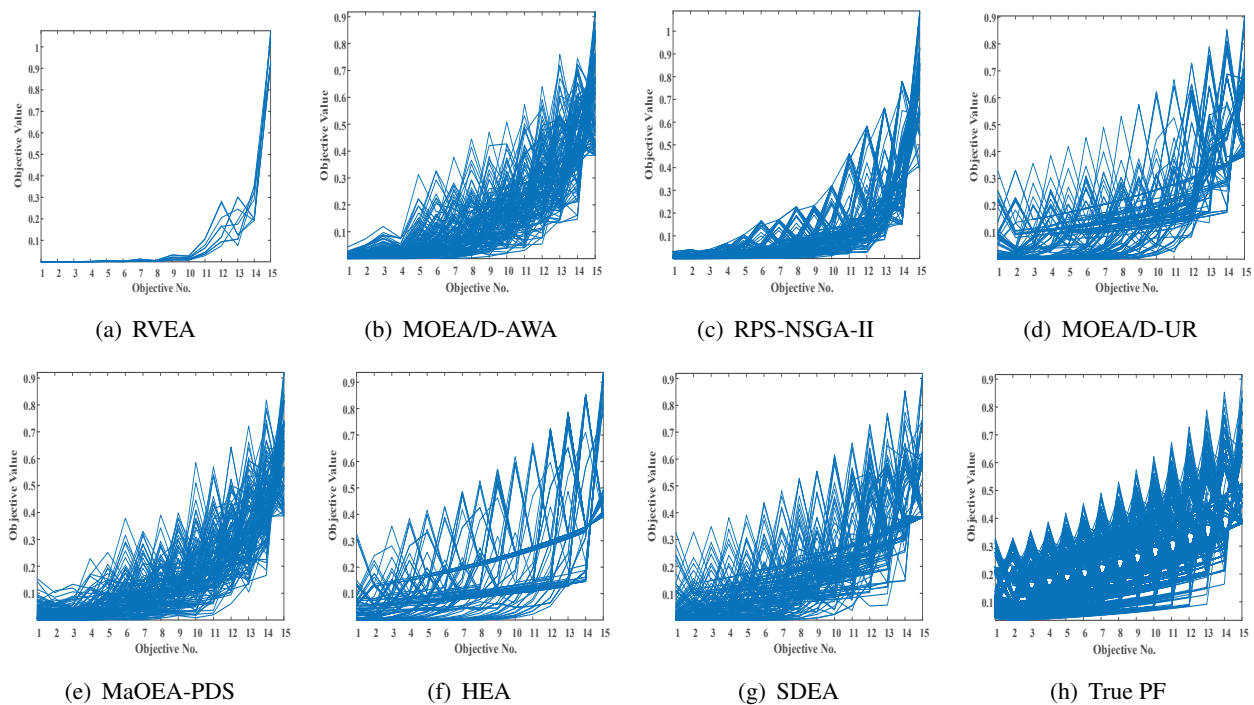 Objective Value
1
0.9
0.8
0.7
0.6
0.5
0.4
0.3
0.2
0.1
1 2 3 4 5 6 7 8 9 10 11 12 13 14 15
Objective No.
(a) RVEA
Objective Value
0.9
0.8
0.7
0.6
0.5
0.4
0.3
0.2
0.1
1 2 3 4 5 6 7 8 9 10 11 12 13 14 15
Objective No.
(b) MOEA/D-AWA
Objective Value
1
0.9
0.8
0.7
0.6
0.5
0.4
0.3
0.2
0.1
1 2 3 4 5 6 7 8 9 10 11 12 13 14 15
Objective No.
(c) RPS-NSGA-II
Objective Value
0.9
0.8
0.7
0.6
0.5
0.4
0.3
0.2
0.1
1 2 3 4 5 6 7 8 9 10 11 12 13 14 15
Objective No.
(d) MOEA/D-UR
Objective Value
0.9
0.8
0.7
0.6
0.5
0.4
0.3
0.2
0.1
1 2 3 4 5 6 7 8 9 10 11 12 13 14 15
Objective No.
(e) MaOEA-PDS
Objective Value
0.9
0.8
0.7
0.6
0.5
0.4
0.3
0.2
0.1
1 2 3 4 5 6 7 8 9 10 11 12 13 14 15
Objective No.
(f) HEA
Objective Value
0.9
0.8
0.7
0.6
0.5
0.4
0.3
0.2
0.1
1 2 3 4 5 6 7 8 9 10 11 12 13 14 15
Objective No.
(g) SDEA
Objective Value
0.9
0.8
0.7
0.6
0.5
0.4
0.3
0.2
0.1
1 2 3 4 5 6 7 8 9 10 11 12 13 14 15
Objective No.
(h) True PF